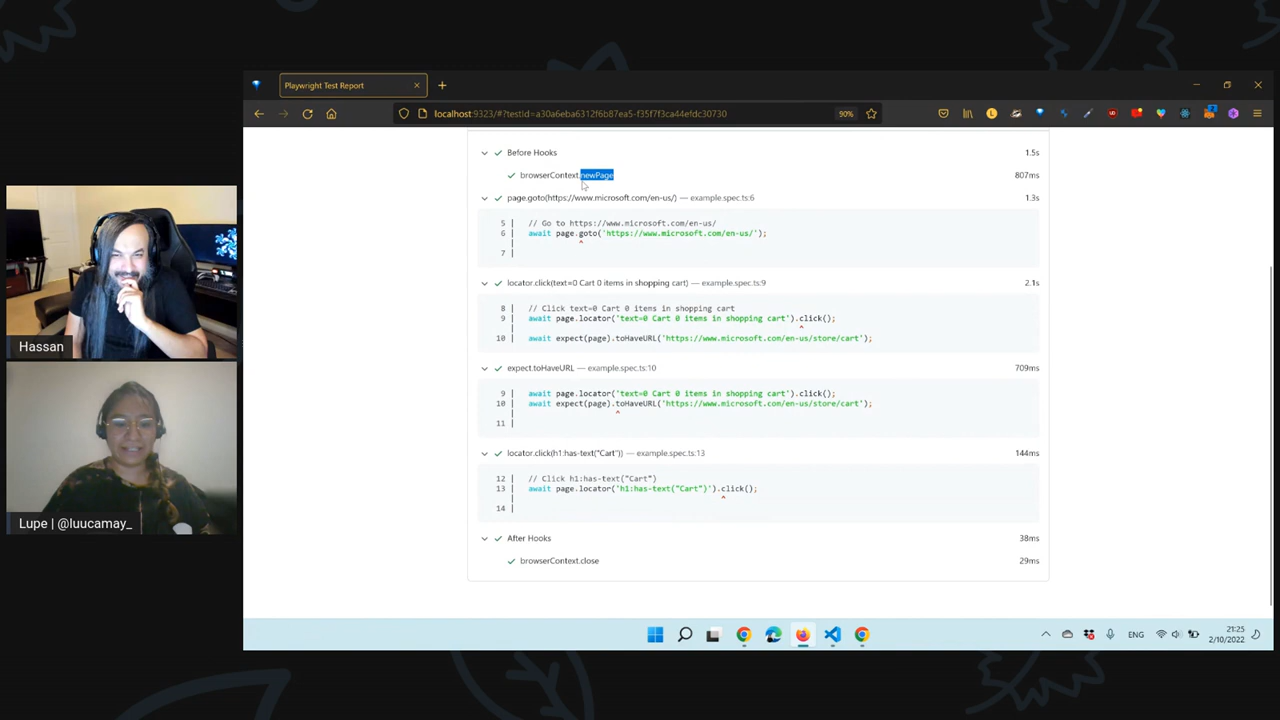 Playwright Test Report
localhost:9323/#?testId=a30a6eba6312f6b87ea5-f35f7f3ca44efdc30730
90%
Before Hooks 1.5s
browserContext.newPage 807ms
page.goto(https://www.microsoft.com/en-us/) — example.spec.ts:6 1.3s
5 | // Go to https://www.microsoft.com/en-us/
6 | await page.goto('https://www.microsoft.com/en-us/');
| ^
7 |
locator.click(text=0 Cart 0 items in shopping cart) — example.spec.ts:9 2.1s
8 | // Click text=0 Cart 0 items in shopping cart
9 | await page.locator('text=0 Cart 0 items in shopping cart').click();
| ^
10 | await expect(page).toHaveURL('https://www.microsoft.com/en-us/store/cart');
expect.toHaveURL — example.spec.ts:10 709ms
9 | await page.locator('text=0 Cart 0 items in shopping cart').click();
10 | await expect(page).toHaveURL('https://www.microsoft.com/en-us/store/cart');
| ^
11 |
locator.click(h1:has-text("Cart")) — example.spec.ts:13 144ms
12 | // Click h1:has-text("Cart")
13 | await page.locator('h1:has-text("Cart")').click();
| ^
14 |
After Hooks 38ms
browserContext.close 29ms
Hassan
Lupe | @luucamay_
ENG
21:25
2/10/2022